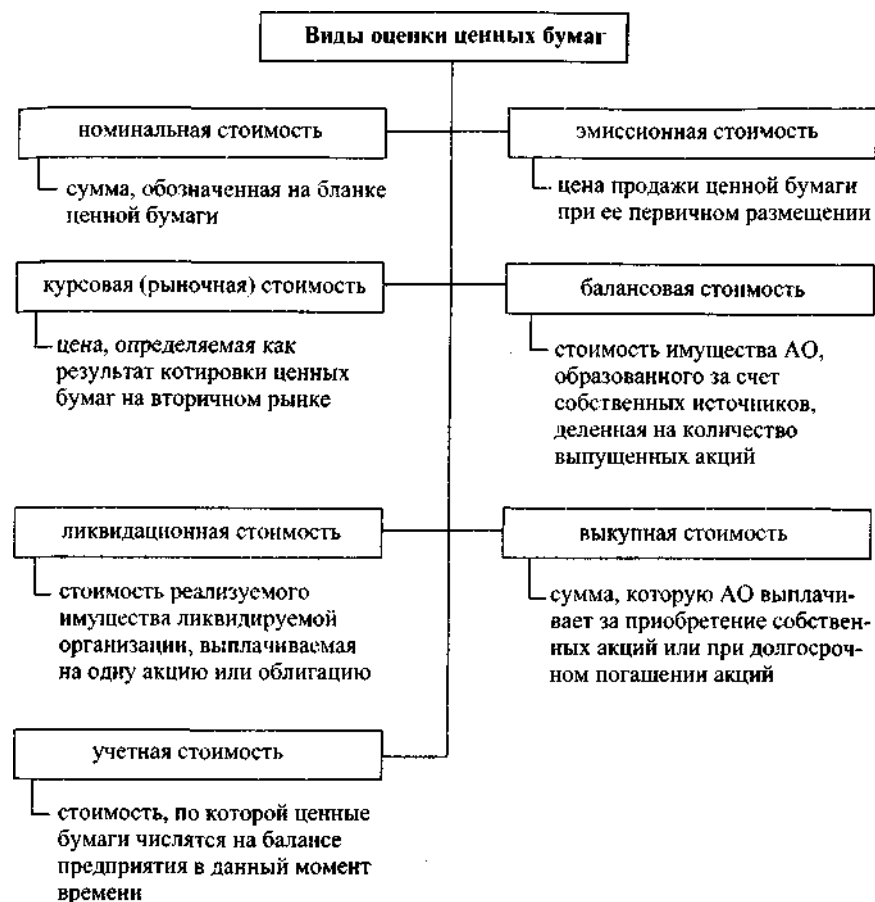 Виды оценки ценных бумаг
номинальная стоимость
сумма, обозначенная на бланке
ценной бумаги
эмиссионная стоимость
цена продажи ценной бумаги
при ее первичном размещении
курсовая (рыночная) стоимость
цена, определяемая как
результат котировки ценных
бумаг на вторичном рынке
балансовая стоимость
стоимость имущества АО,
образованного за счет
собственных источников,
деленная на количество
выпущенных акций
ликвидационная стоимость
стоимость реализуемого
имущества ликвидируемой
организации, выплачиваемая
на одну акцию или облигацию
выкупная стоимость
сумма, которую АО выплачи-
вает за приобретение собствен-
ных акций или при долгосроч-
ном погашении акций
учетная стоимость
стоимость, по которой ценные
бумаги числятся на балансе
предприятия в данный момент
времени